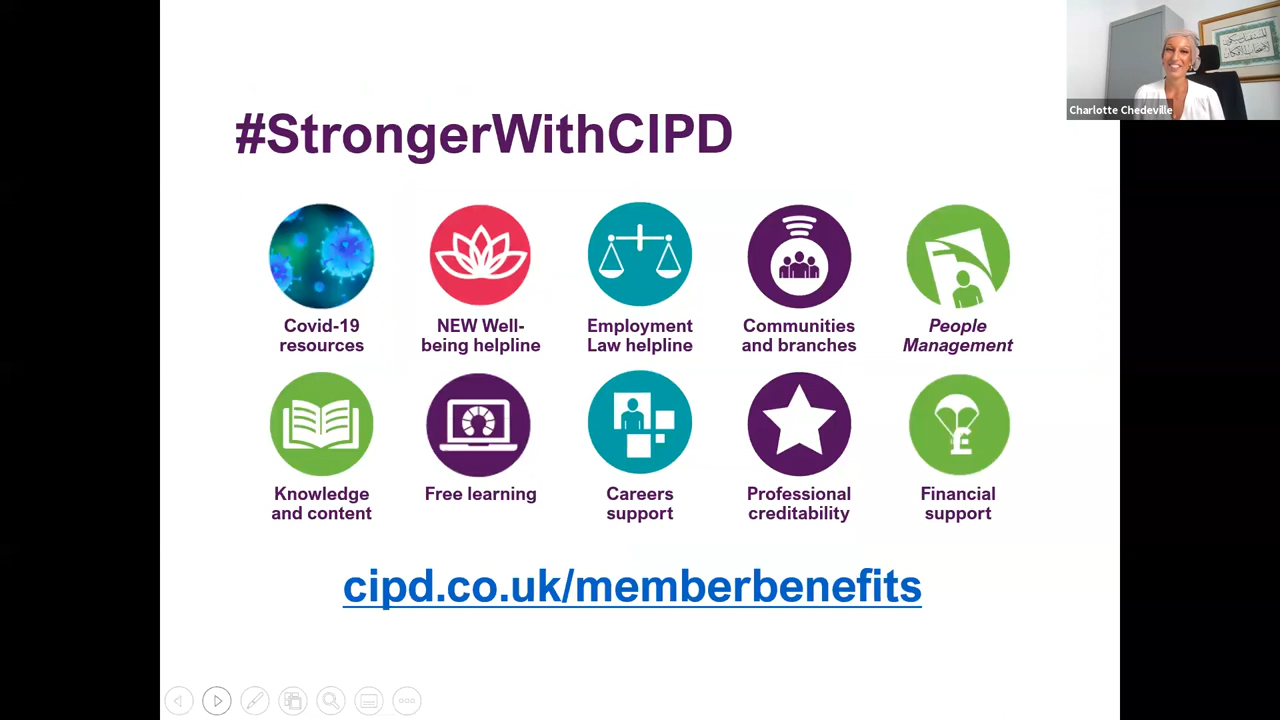 #StrongerWithCIPD
Charlotte Chedeville
Covid-19
resources
NEW Well-
being helpline
Employment
Law helpline
Communities
and branches
People
Management
Knowledge
and content
Free learning
Careers
support
Professional
creditability
£
Financial
support
cipd.co.uk/memberbenefits